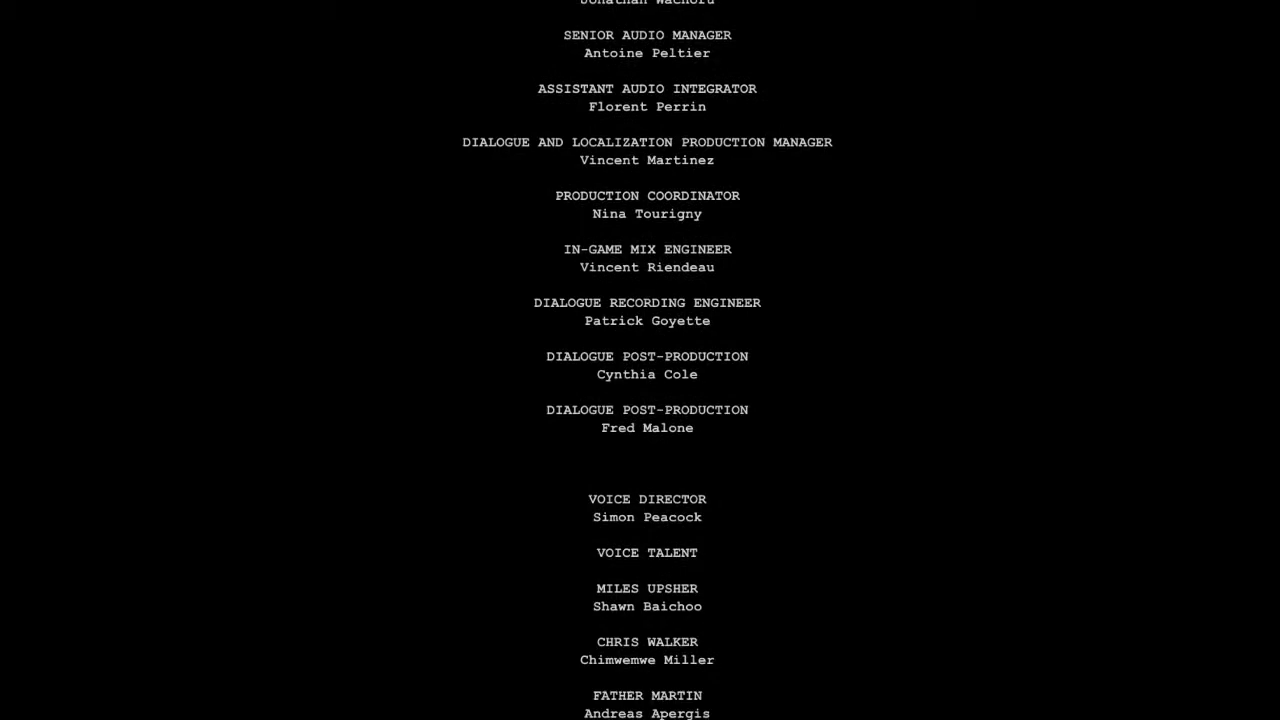 SENIOR AUDIO MANAGER
Antoine Peltier
ASSISTANT AUDIO INTEGRATOR
Florent Perrin
DIALOGUE AND LOCALIZATION PRODUCTION MANAGER
Vincent Martinez
PRODUCTION COORDINATOR
Nina Tourigny
IN-GAME MIX ENGINEER
Vincent Riendeau
DIALOGUE RECORDING ENGINEER
Patrick Goyette
DIALOGUE POST-PRODUCTION
Cynthia Cole
DIALOGUE POST-PRODUCTION
Fred Malone
VOICE DIRECTOR
Simon Peacock
VOICE TALENT
MILES UPSHER
Shawn Baichoo
CHRIS WALKER
Chimwemwe Miller
FATHER MARTIN
Andreas Apergis